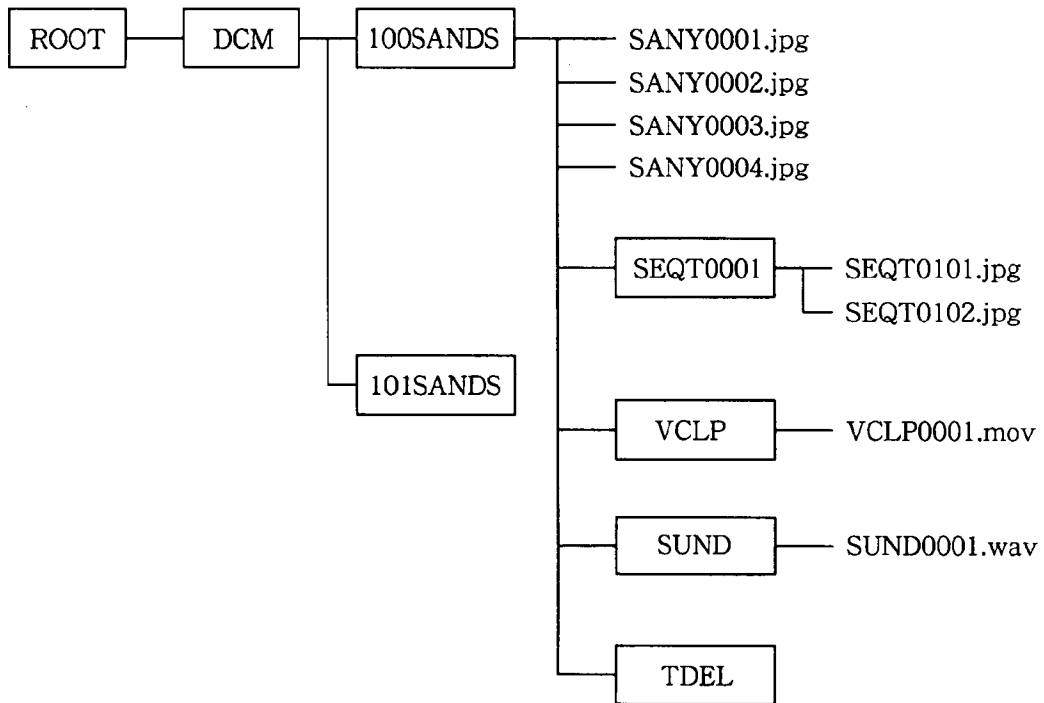 ROOT DCM 100SANDS SANY0001.jpg
SANY0002.jpg
SANY0003.jpg
SANY0004.jpg
SEQT0001 SEQT0101.jpg
SEQT0102.jpg
101SANDS
VCLP VCLP0001.mov
SUND SUND0001.wav
TDEL